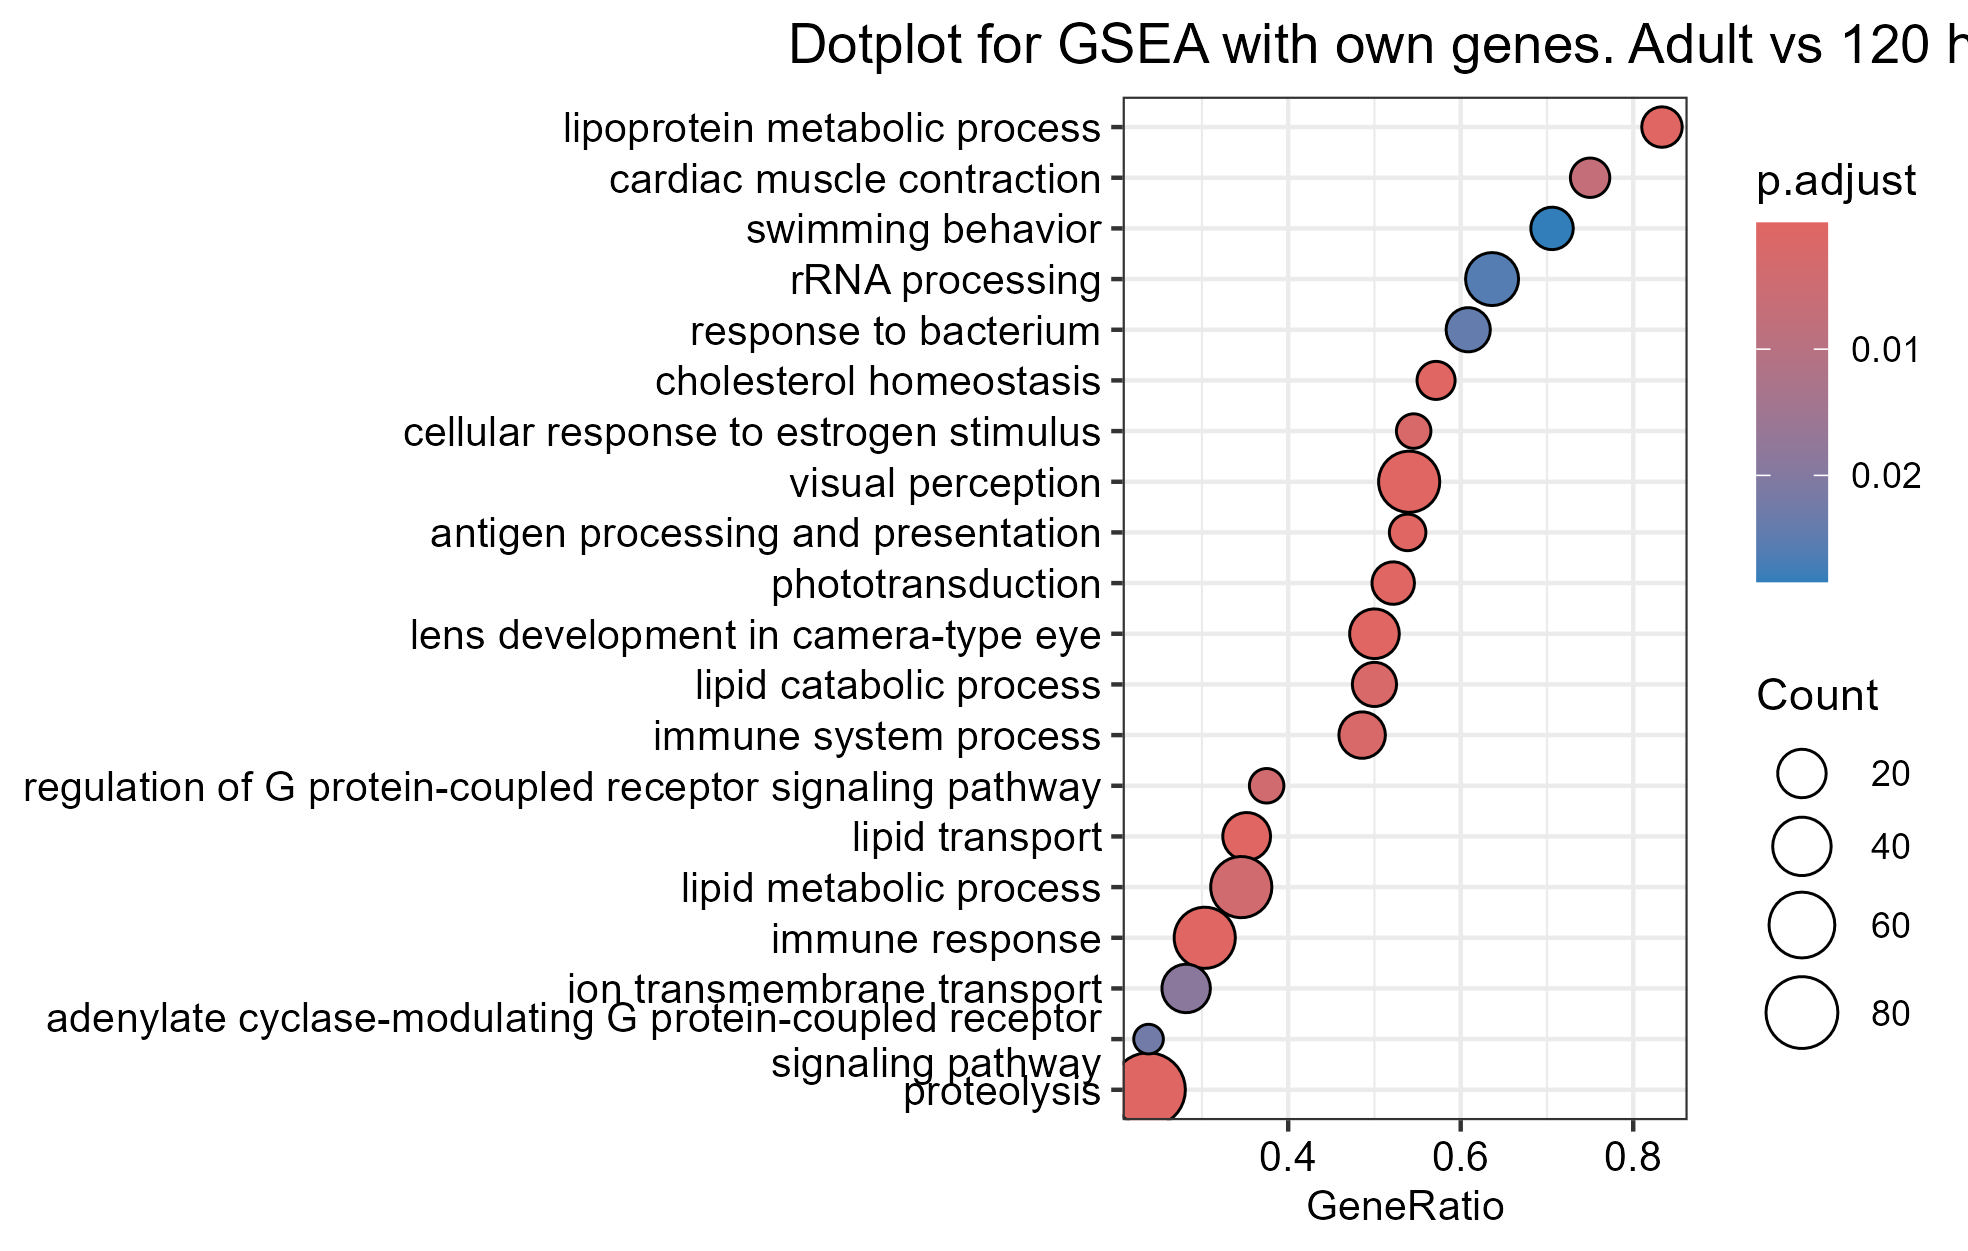 Dotplot for GSEA with own genes. Adult vs 120 h
lipoprotein metabolic process
cardiac muscle contraction
swimming behavior
rRNA processing
response to bacterium
cholesterol homeostasis
cellular response to estrogen stimulus
visual perception
antigen processing and presentation
phototransduction
lens development in camera-type eye
lipid catabolic process
immune system process
regulation of G protein-coupled receptor signaling pathway
lipid transport
lipid metabolic process
immune response
ion transmembrane transport
adenylate cyclase-modulating G protein-coupled receptor
signaling pathway
proteolysis
0.4
0.6
0.8
GeneRatio
p.adjust
0.01
0.02
Count
20
40
60
80